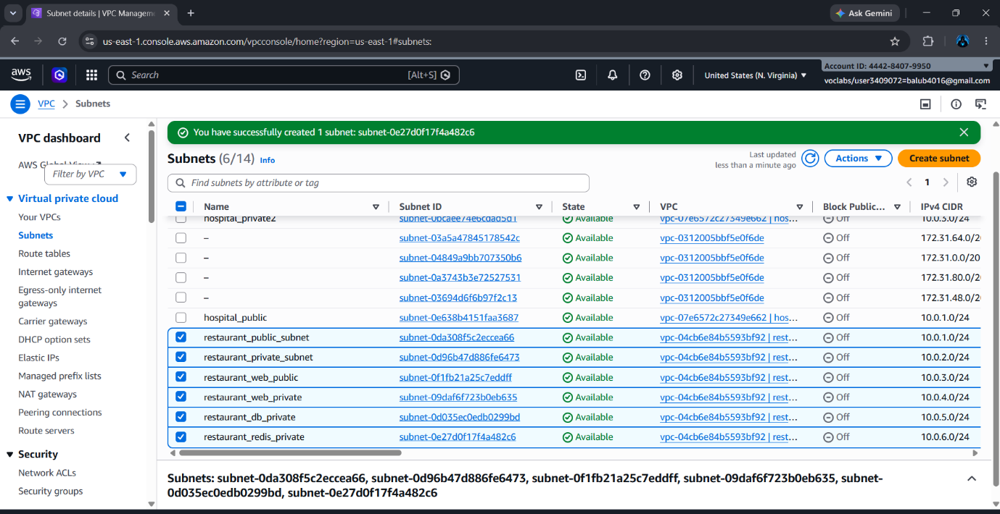 Subnet details | VPC Managem
Ask Gemini
us-east-1.console.aws.amazon.com/vpcconsole/home?region=us-east-1#subnets:
aws
Search
[Alt+S]
United States (N. Virginia)
Account ID: 4442-8407-9950
voclabs/user3409072=balub4016@gmail.com
VPC
Subnets
VPC dashboard
AWS Global View
Filter by VPC
Virtual private cloud
Your VPCs
Subnets
Route tables
Internet gateways
Egress-only internet
gateways
Carrier gateways
DHCP option sets
Elastic IPs
Managed prefix lists
NAT gateways
Peering connections
Route servers
Security
Network ACLs
Security groups
You have successfully created 1 subnet: subnet-0e27d0f17f4a482c6
Subnets (6/14) Info
Last updated
less than a minute ago
Actions
Create subnet
Find subnets by attribute or tag
1
Name Subnet ID State VPC Block Public... IPv4 CIDR
hospital_private2 subnet-0bcaee74e6cdad5d1 Available vpc-07e6572c27349e662 | hos... Off 10.0.3.0/24
– subnet-03a5a47845178542c Available vpc-0312005bbf5e0f6de Off 172.31.64.0/20
– subnet-04849a9bb707350b6 Available vpc-0312005bbf5e0f6de Off 172.31.0.0/20
– subnet-0a3743b3e72527531 Available vpc-0312005bbf5e0f6de Off 172.31.80.0/2
– subnet-03694d6f6b97f2c13 Available vpc-0312005bbf5e0f6de Off 172.31.48.0/2
hospital_public subnet-0e638b4151faa3687 Available vpc-07e6572c27349e662 | hos... Off 10.0.1.0/24
restaurant_public_subnet subnet-0da308f5c2eccea66 Available vpc-04cb6e84b5593bf92 | rest... Off 10.0.1.0/24
restaurant_private_subnet subnet-0d96b47d886fe6473 Available vpc-04cb6e84b5593bf92 | rest... Off 10.0.2.0/24
restaurant_web_public subnet-0f1fb21a25c7eddff Available vpc-04cb6e84b5593bf92 | rest... Off 10.0.3.0/24
restaurant_web_private subnet-09daf6f723b0eb635 Available vpc-04cb6e84b5593bf92 | rest... Off 10.0.4.0/24
restaurant_db_private subnet-0d035ec0edb0299bd Available vpc-04cb6e84b5593bf92 | rest... Off 10.0.5.0/24
restaurant_redis_private subnet-0e27d0f17f4a482c6 Available vpc-04cb6e84b5593bf92 | rest... Off 10.0.6.0/24
Subnets: subnet-0da308f5c2eccea66, subnet-0d96b47d886fe6473, subnet-0f1fb21a25c7eddff, subnet-09daf6f723b0eb635, subnet-
0d035ec0edb0299bd, subnet-0e27d0f17f4a482c6